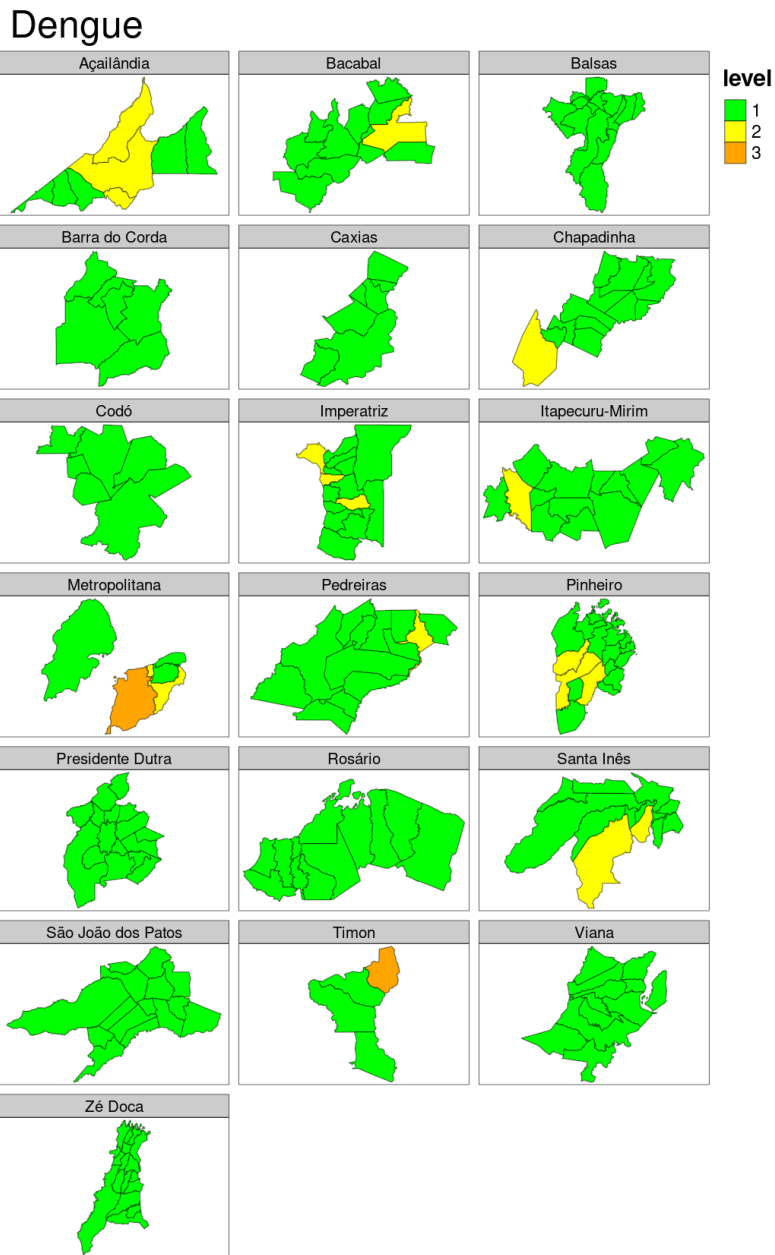 Dengue
Açailândia
Bacabal
Balsas
level
1
2
3
Barra do Corda
Caxias
Chapadinha
Codó
Imperatriz
Itapecuru-Mirim
Metropolitana
Pedreiras
Pinheiro
Presidente Dutra
Rosário
Santa Inês
São João dos Patos
Timon
Viana
Zé Doca